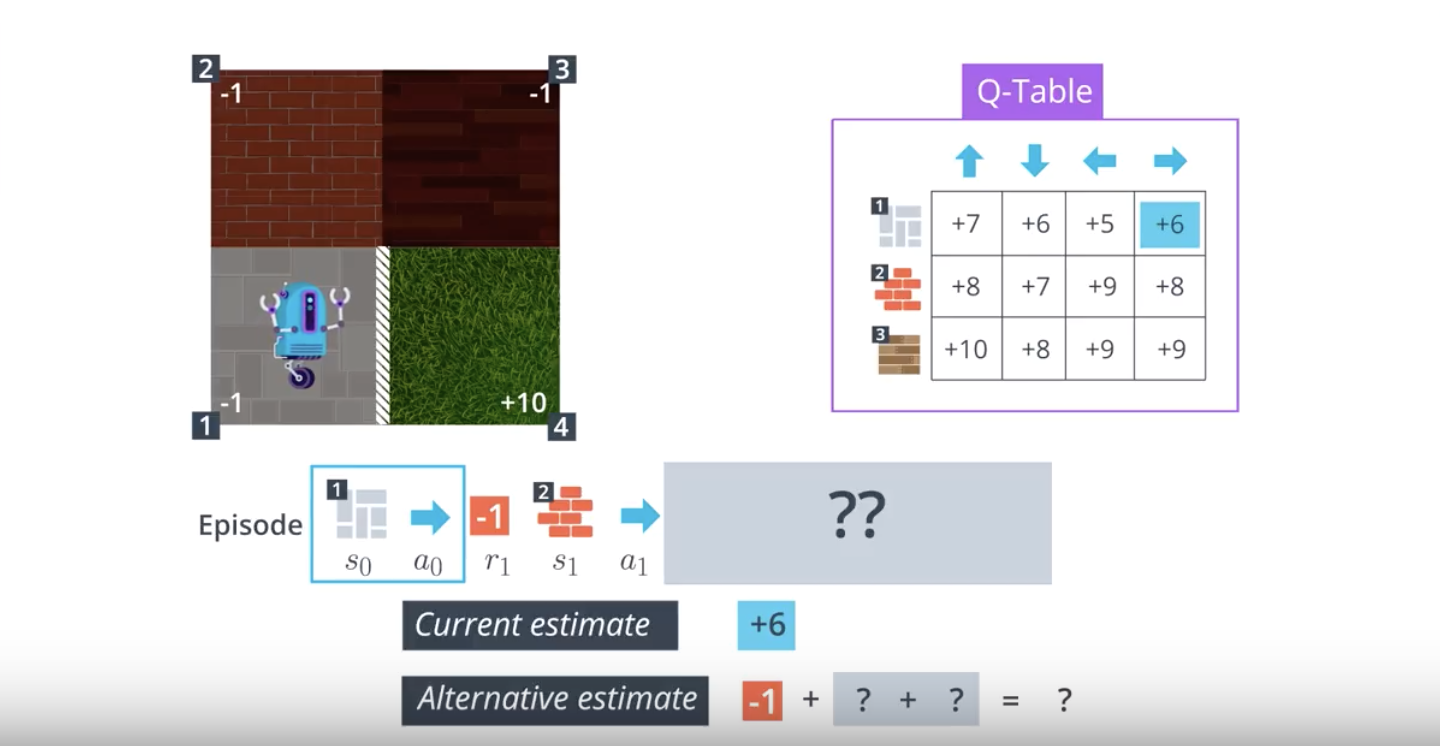 2
3
-1
-1
Q-Table
1
+7 +6 +5 +6
2
+8 +7 +9 +8
3
+10 +8 +9 +9
-1
+10
1
4
Episode
1
-1
2
??
s0 a0 r1 s1 a1
Current estimate +6
Alternative estimate -1 + ? + ? = ?